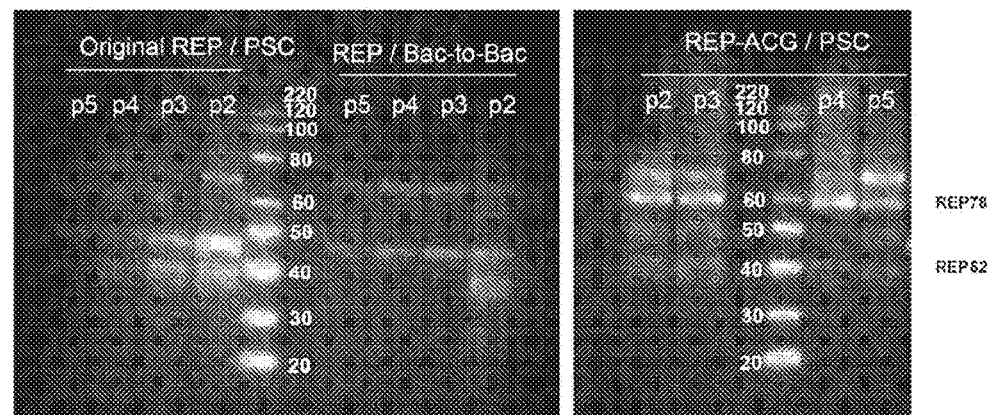 Original REP / PSC
p5 p4 p3 p2
220
120
100
80
60
50
40
30
20
REP / Bac-to-Bac
p5 p4 p3 p2
REP-ACG / PSC
p2 p3 p4 p5
220
120
100
80
60
50
40
30
20
REP78
REP52